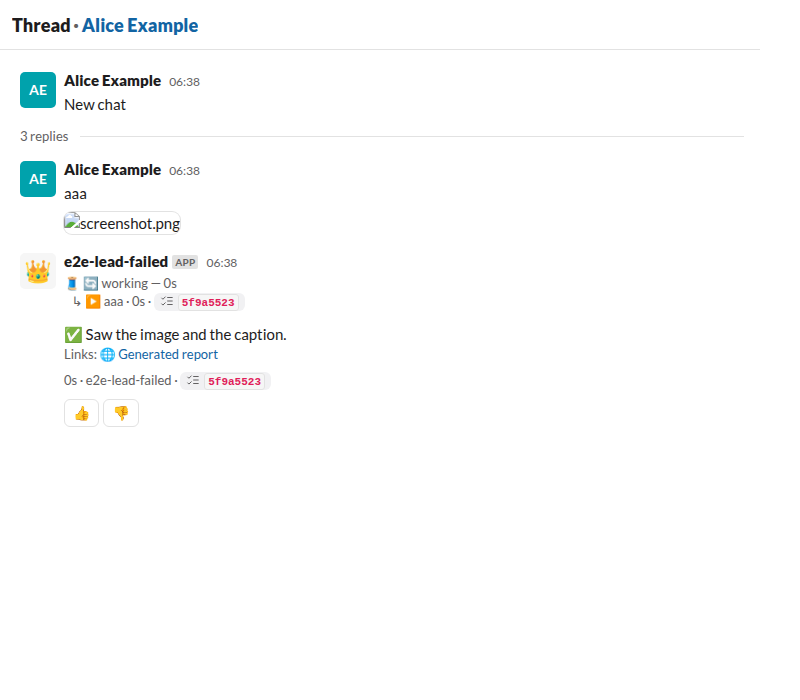 Thread • Alice Example
AE
Alice Example 06:38
New chat
3 replies
AE
Alice Example 06:38
aaa
screenshot.png
e2e-lead-failed APP 06:38
🧵 🔄 working — 0s
↳ ▶️ aaa · 0s · 5f9a5523
✅ Saw the image and the caption.
Links: 🌐 Generated report
0s · e2e-lead-failed · 5f9a5523
👍 👎